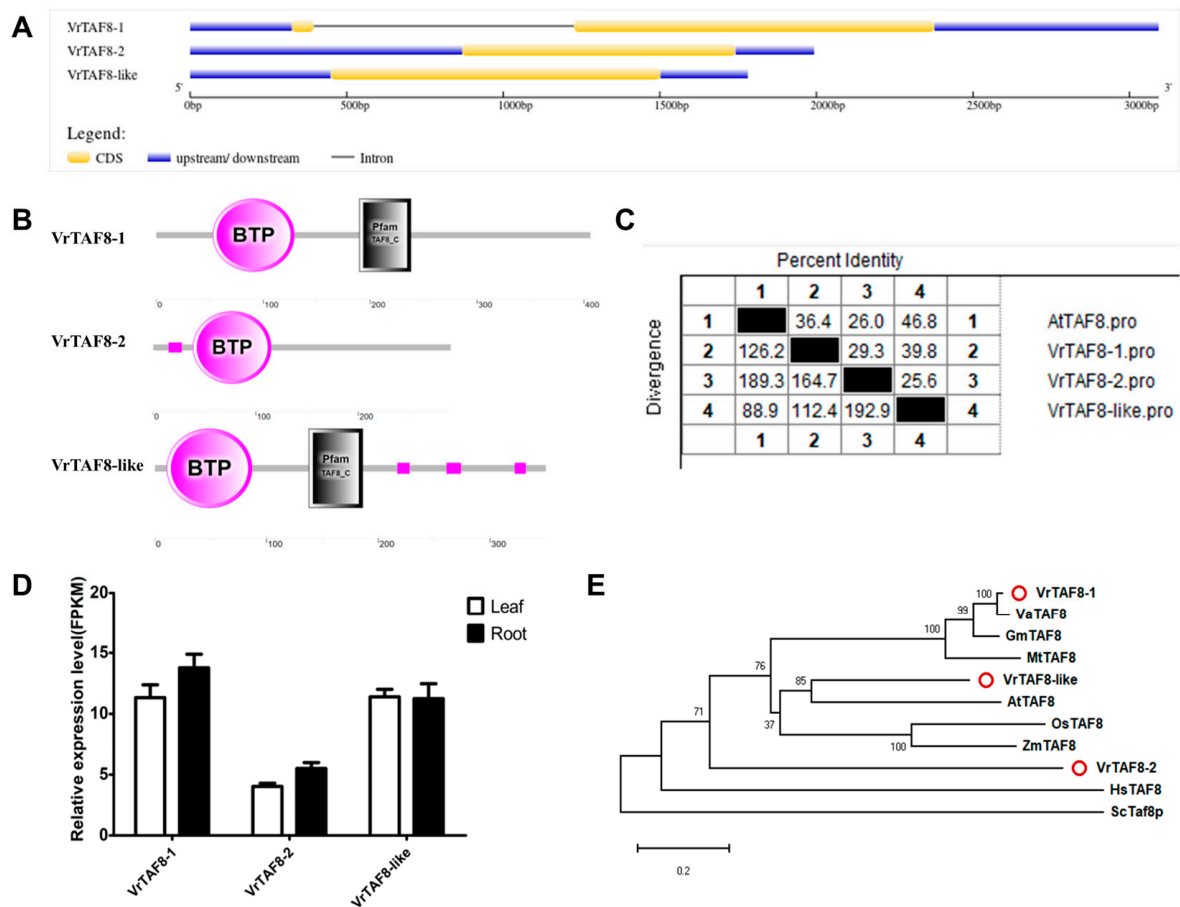 A
VrTAF8-1
VrTAF8-2
VrTAF8-like
5' 3'
0bp 500bp 1000bp 1500bp 2000bp 2500bp 3000bp
Legend:
CDS upstream/ downstream Intron
B
VrTAF8-1
BTP
Pfam
TAF8_C
0 100 200 300 400
VrTAF8-2
BTP
0 100 200
VrTAF8-like
BTP
Pfam
TAF8_C
0 100 200 300
C
Percent Identity
Divergence
1 2 3 4
1 36.4 26.0 46.8 1 AtTAF8.pro
2 126.2 29.3 39.8 2 VrTAF8-1.pro
3 189.3 164.7 25.6 3 VrTAF8-2.pro
4 88.9 112.4 192.9 4 VrTAF8-like.pro
1 2 3 4
D
Relative expression level(FPKM)
20
15
10
5
0
Leaf
Root
VrTAF8-1
VrTAF8-2
VrTAF8-like
E
100 VrTAF8-1
99 VaTAF8
100 GmTAF8
MtTAF8
76
85 VrTAF8-like
AtTAF8
71 37
OsTAF8
100 ZmTAF8
VrTAF8-2
HsTAF8
ScTaf8p
0.2